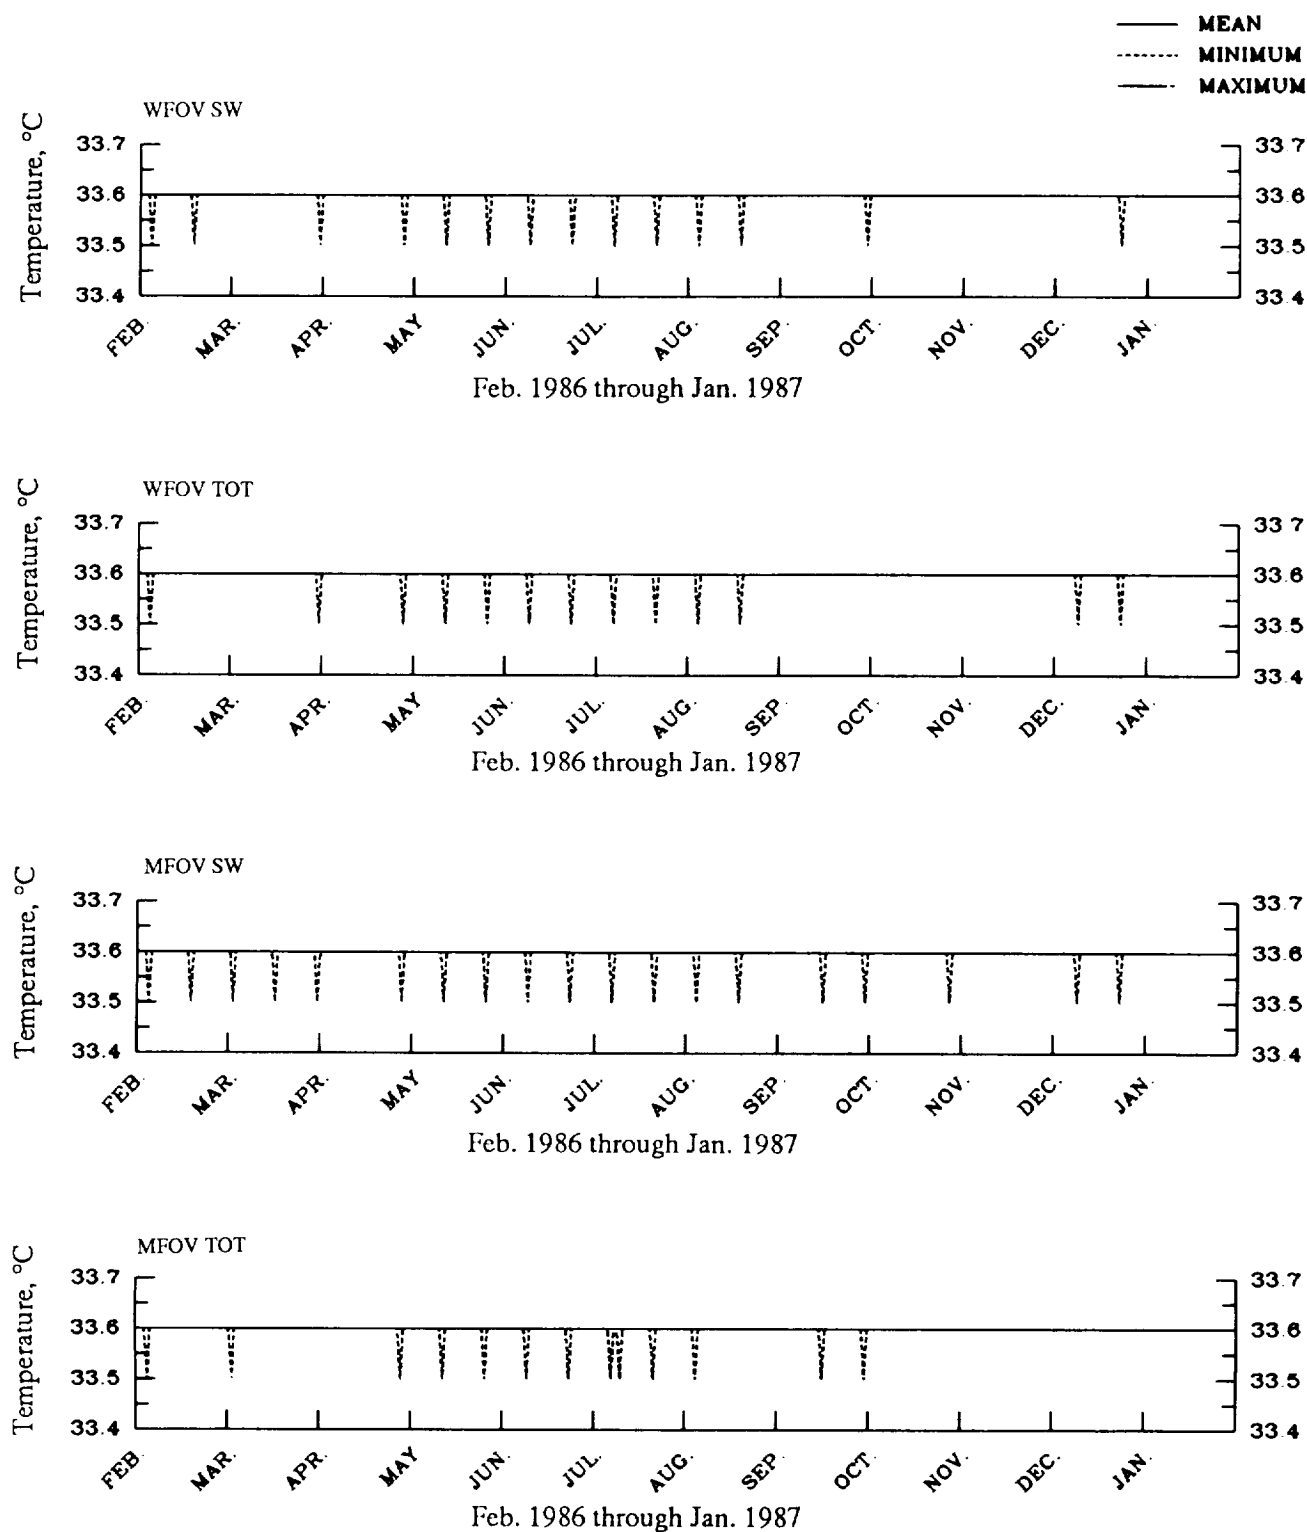 MEAN
MINIMUM
MAXIMUM
WFOV SW
Temperature, °C
33.7
33.6
33.5
33.4
33.7
33.6
33.5
33.4
FEB. MAR. APR. MAY JUN. JUL. AUG. SEP. OCT. NOV. DEC. JAN.
Feb. 1986 through Jan. 1987
WFOV TOT
Temperature, °C
33.7
33.6
33.5
33.4
33.7
33.6
33.5
33.4
FEB. MAR. APR. MAY JUN. JUL. AUG. SEP. OCT. NOV. DEC. JAN.
Feb. 1986 through Jan. 1987
MFOV SW
Temperature, °C
33.7
33.6
33.5
33.4
33.7
33.6
33.5
33.4
FEB. MAR. APR. MAY JUN. JUL. AUG. SEP. OCT. NOV. DEC. JAN.
Feb. 1986 through Jan. 1987
MFOV TOT
Temperature, °C
33.7
33.6
33.5
33.4
33.7
33.6
33.5
33.4
FEB. MAR. APR. MAY JUN. JUL. AUG. SEP. OCT. NOV. DEC. JAN.
Feb. 1986 through Jan. 1987